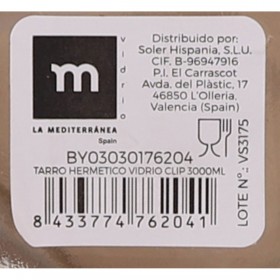 m
vidrio
LA MEDITERRÁNEA
Spain
Distribuido por:
Soler Hispania, S.L.U.
CIF. B-96947916
P.I. El Carrascot
Avda. del Plàstic, 17
46850 L'Olleria.
Valencia (Spain)
LOTE N°.: VS3175
BY03030176204
TARRO HERMETICO VIDRIO CLIP 3000ML
8 433774 762041